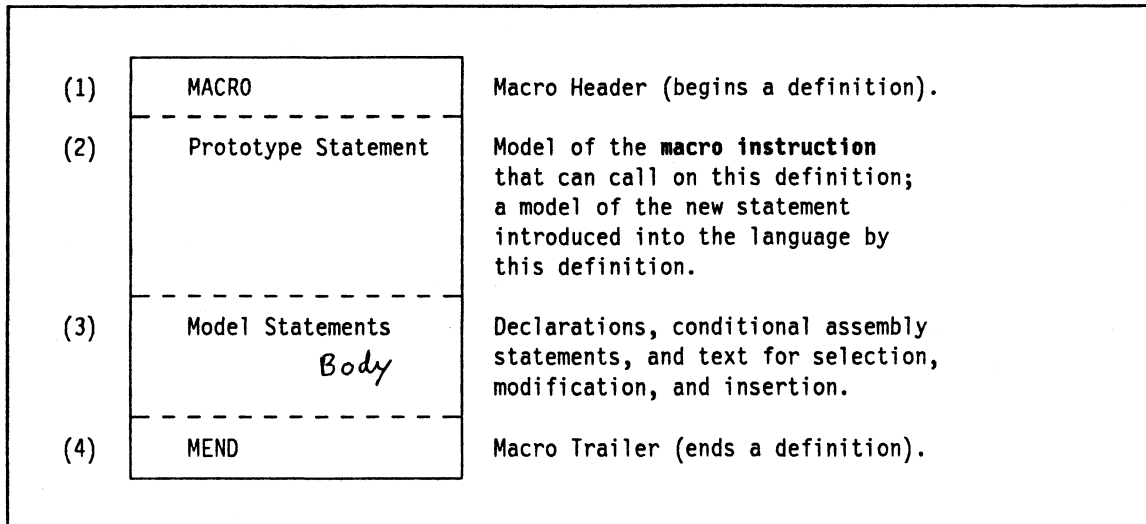 (1) MACRO Macro Header (begins a definition).
(2) Prototype Statement Model of the macro instruction
that can call on this definition;
a model of the new statement
introduced into the language by
this definition.
(3) Model Statements Declarations, conditional assembly
Body statements, and text for selection,
modification, and insertion.
(4) MEND Macro Trailer (ends a definition).